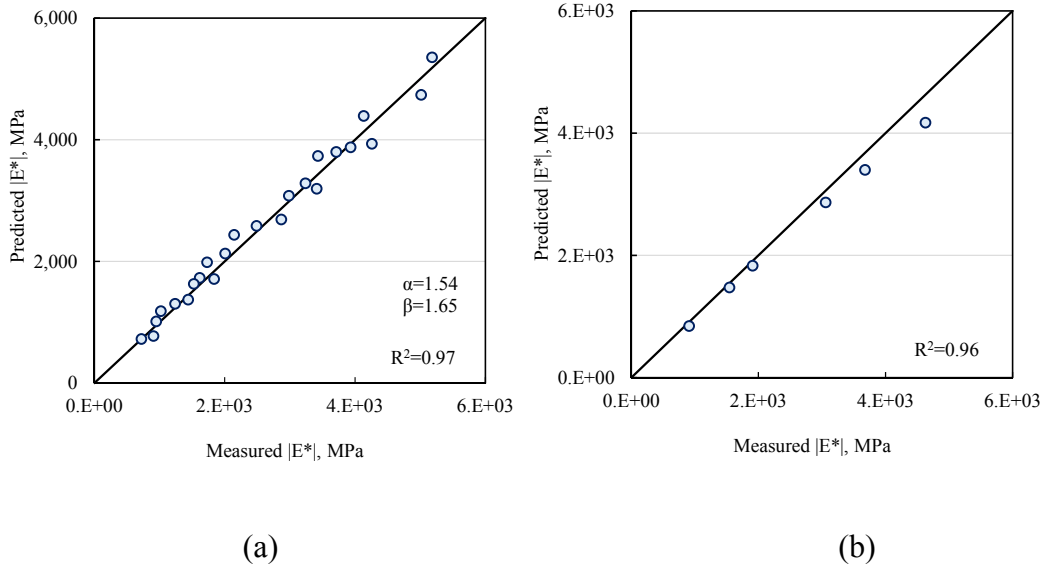 6,000
4,000
2,000
0
Predicted |E*|, MPa
α=1.54
β=1.65
R²=0.97
0.E+00 2.E+03 4.E+03 6.E+03
Measured |E*|, MPa
(a)
6.E+03
4.E+03
2.E+03
0.E+00
Predicted |E*|, MPa
R²=0.96
0.E+00 2.E+03 4.E+03 6.E+03
Measured |E*|, MPa
(b)